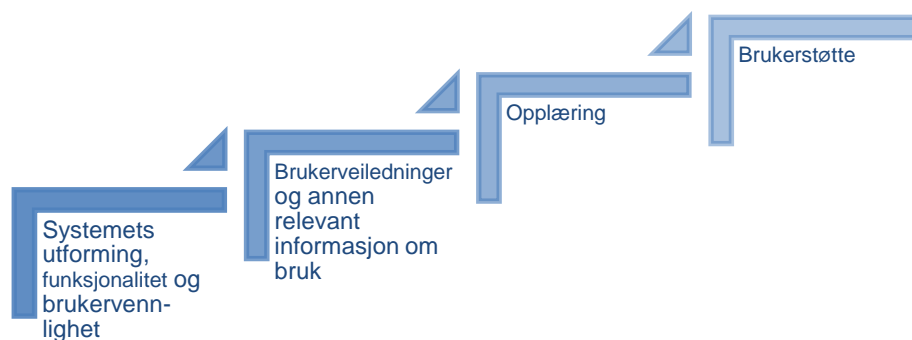 Systemets
utforming,
funksjonalitet og
brukervenn-
lighet
Brukerveiledninger
og annen
relevant
informasjon om
bruk
Opplæring
Brukerstøtte